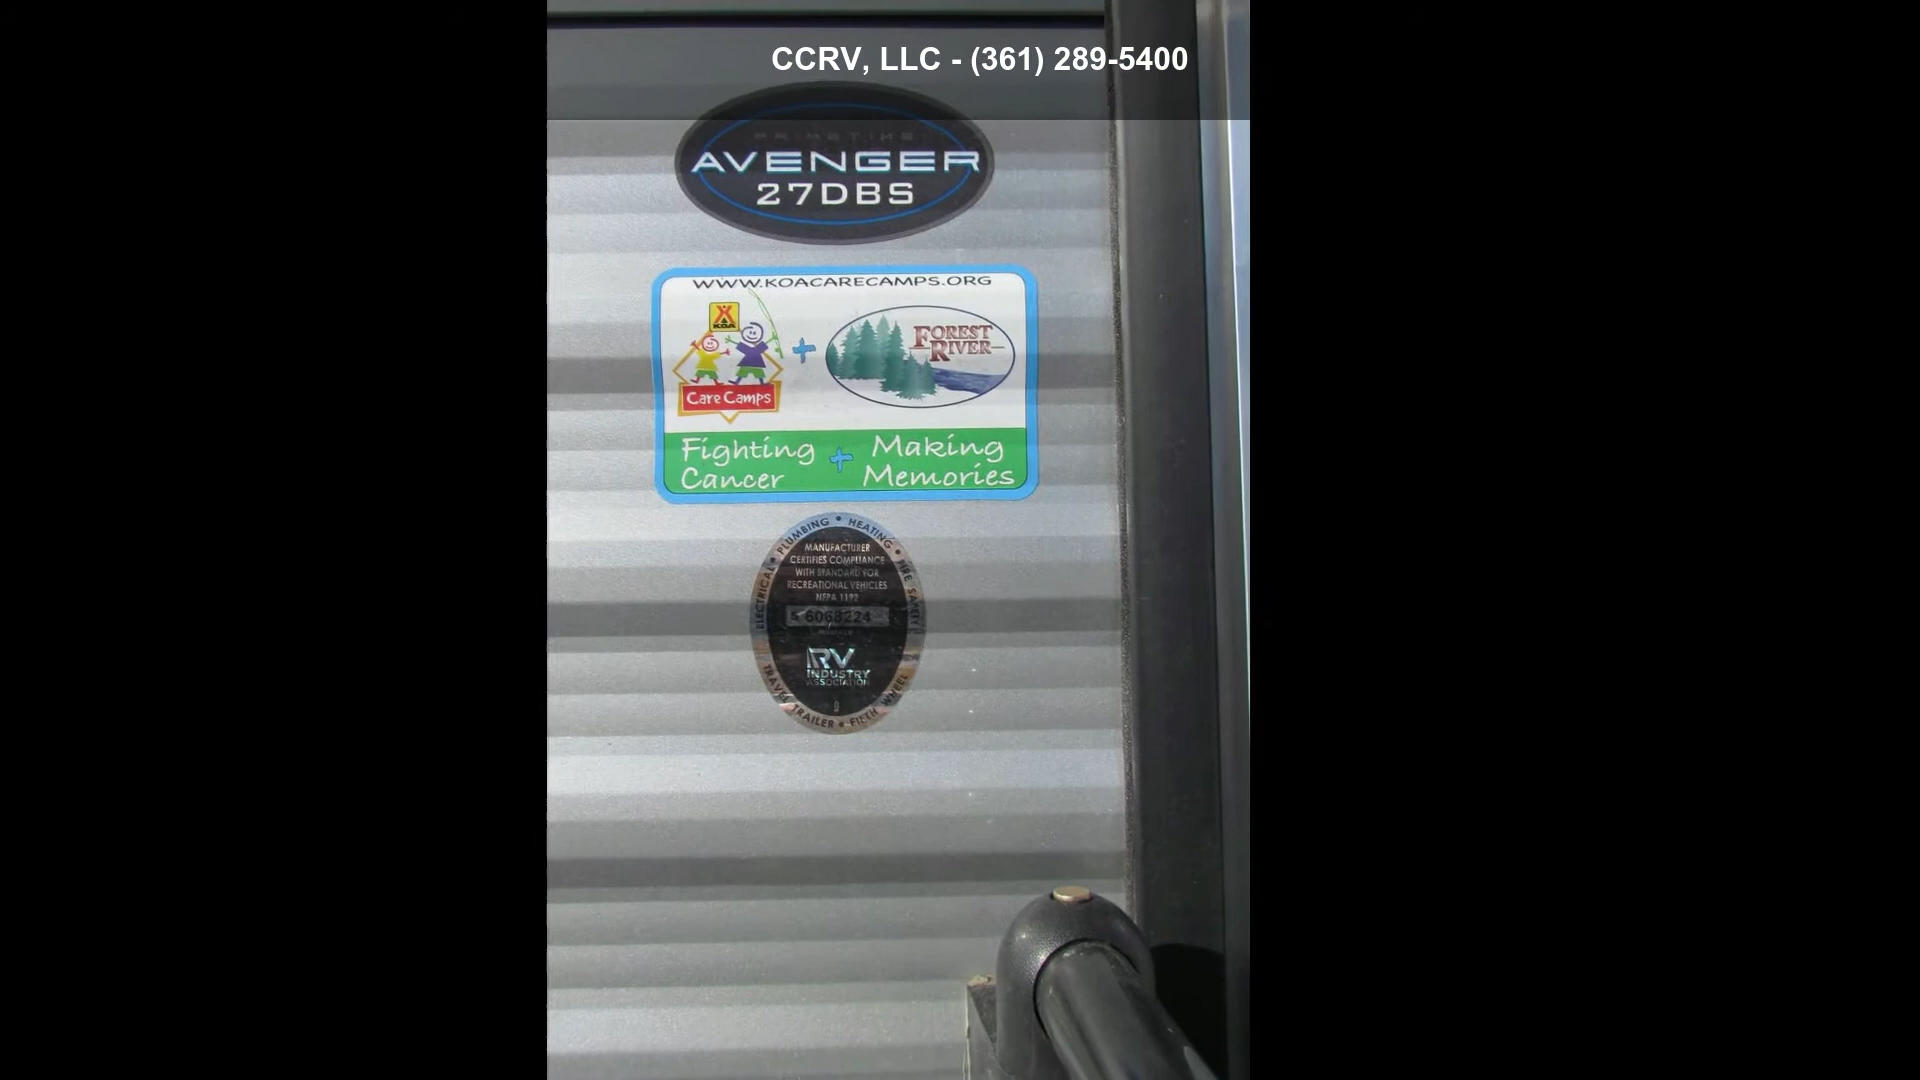 CCRV, LLC - (361) 289-5400
PRIMETIME
AVENGER
27DBS
WWW.KOACARECAMPS.ORG
KOA
Care Camps
+
FOREST
RIVER
Fighting
Cancer
+
Making
Memories
ELECTRICAL • PLUMBING • HEATING • FIRE SAFETY
MANUFACTURER
CERTIFIES COMPLIANCE
WITH STANDARD FOR
RECREATIONAL VEHICLES
NFPA 1192
6068224
RV
INDUSTRY
ASSOCIATION
TRAVEL TRAILER • FIFTH WHEEL